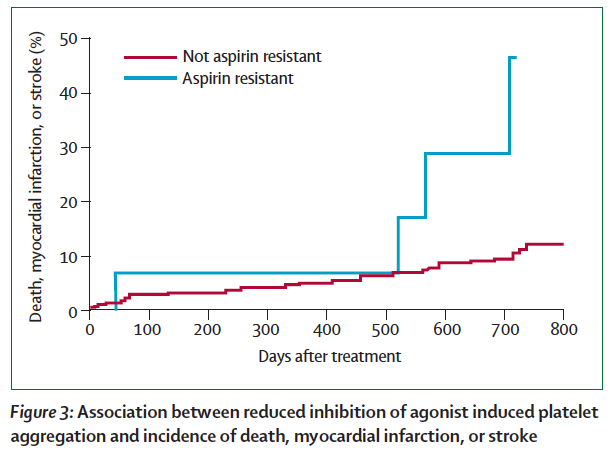 Death, myocardial infarction, or stroke (%)
50
40
30
20
10
0
Not aspirin resistant
Aspirin resistant
0 100 200 300 400 500 600 700 800
Days after treatment
Figure 3: Association between reduced inhibition of agonist induced platelet
aggregation and incidence of death, myocardial infarction, or stroke